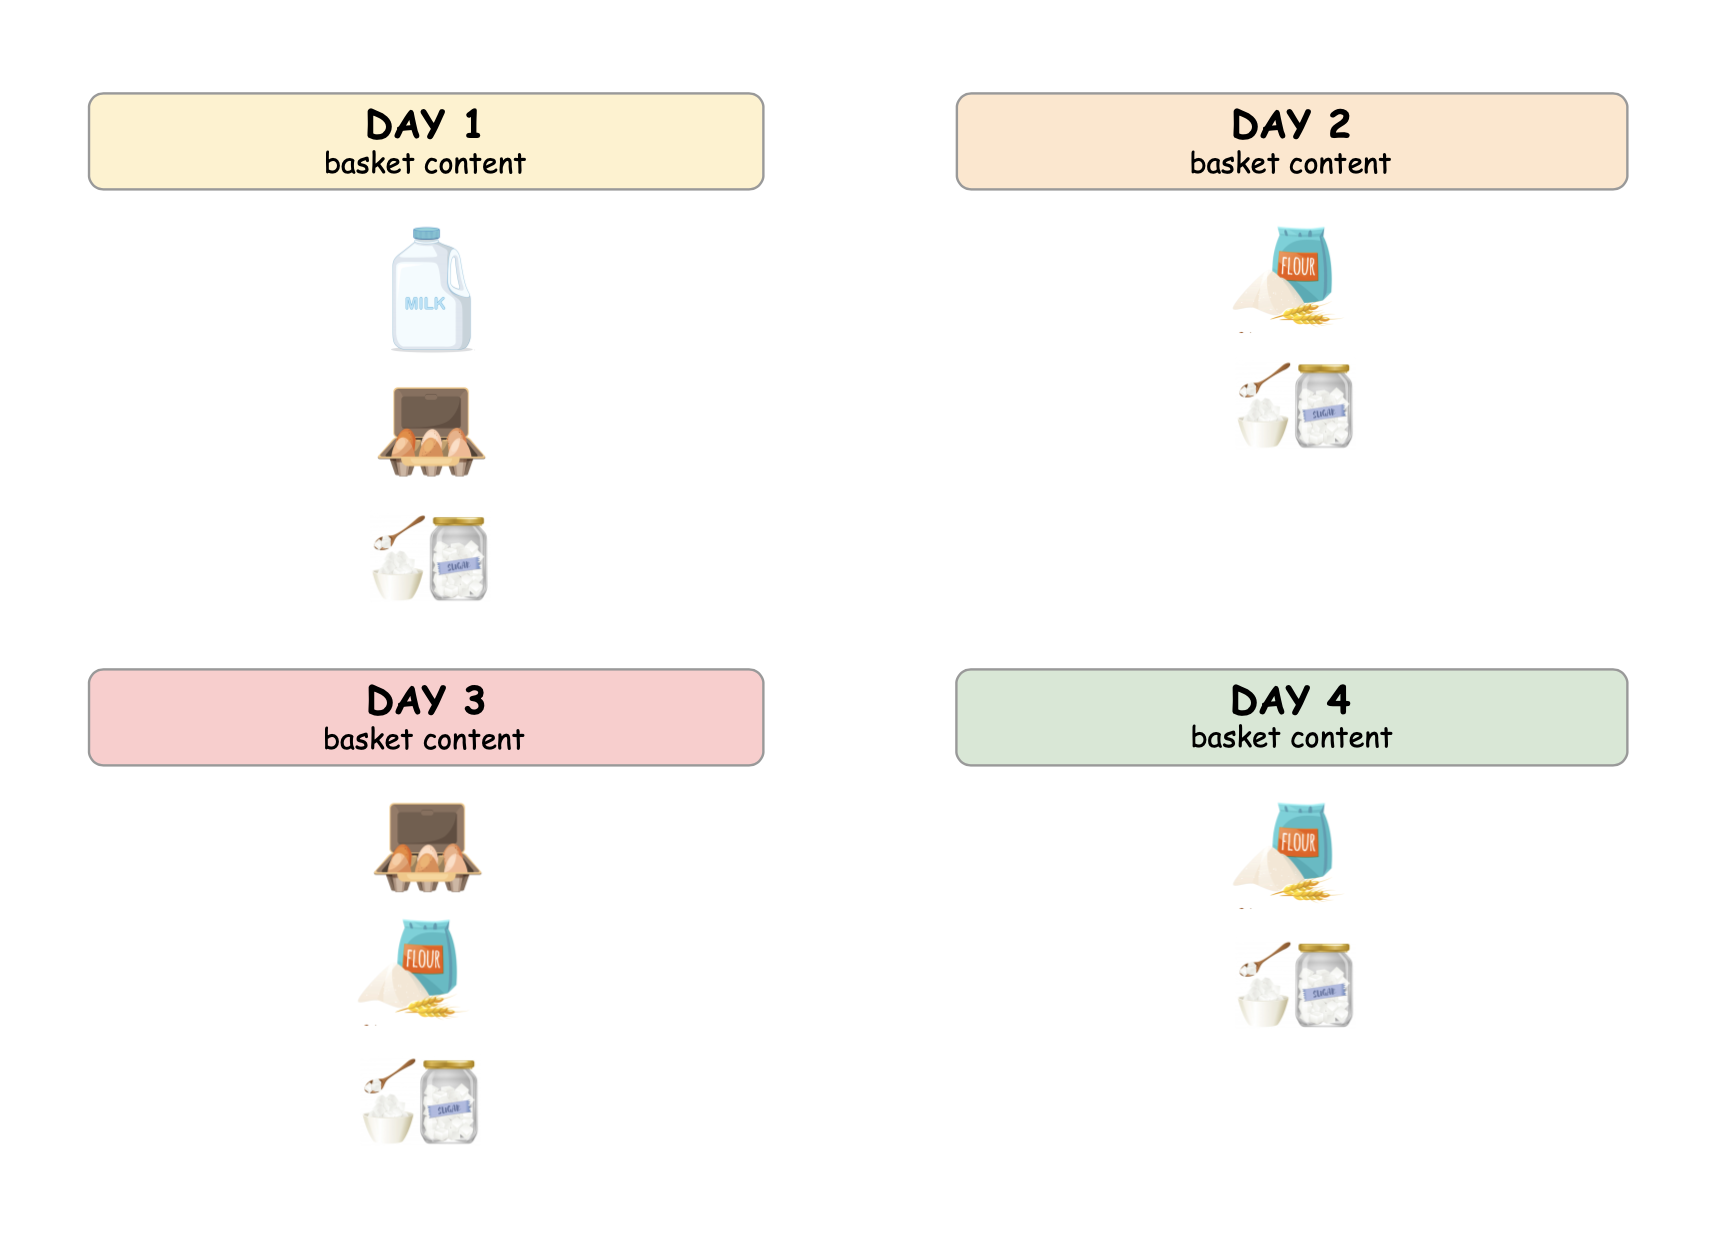 DAY 1
basket content
MILK
SUGAR
DAY 2
basket content
FLOUR
SUGAR
DAY 3
basket content
FLOUR
SUGAR
DAY 4
basket content
FLOUR
SUGAR